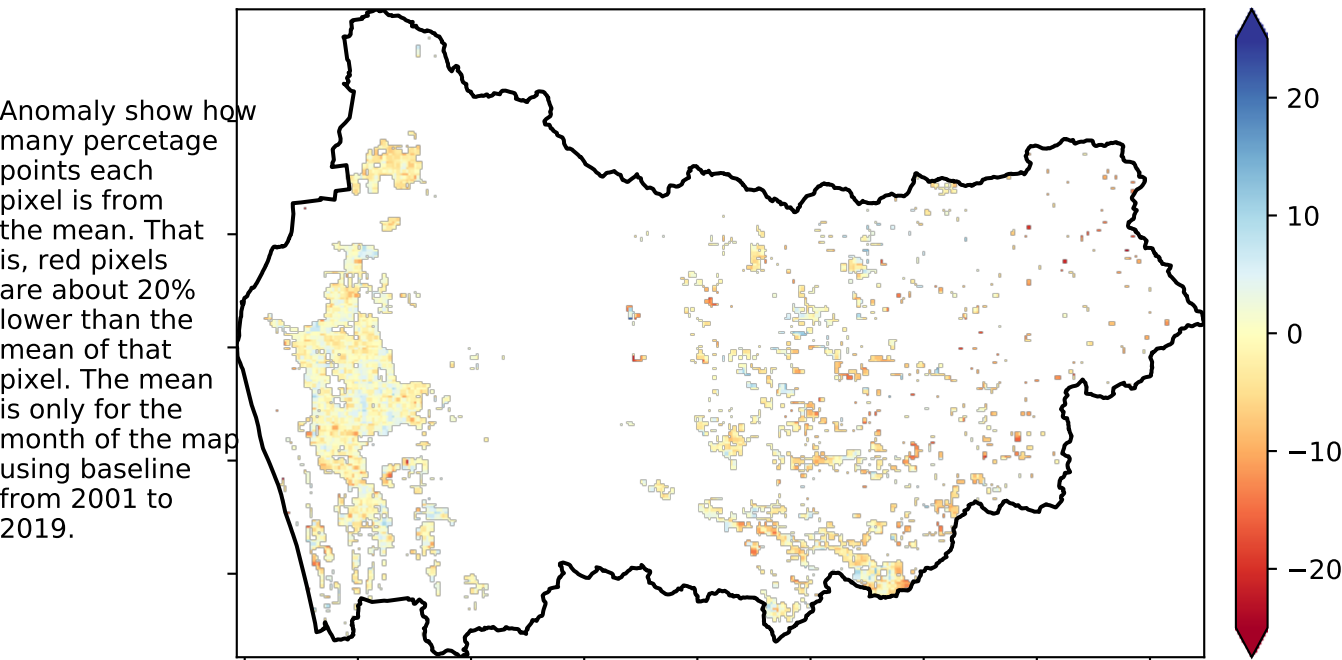 Anomaly show how
many percetage
points each
pixel is from
the mean. That
is, red pixels
are about 20%
lower than the
mean of that
pixel. The mean
is only for the
month of the map
using baseline
from 2001 to
2019.
20
10
0
−10
−20